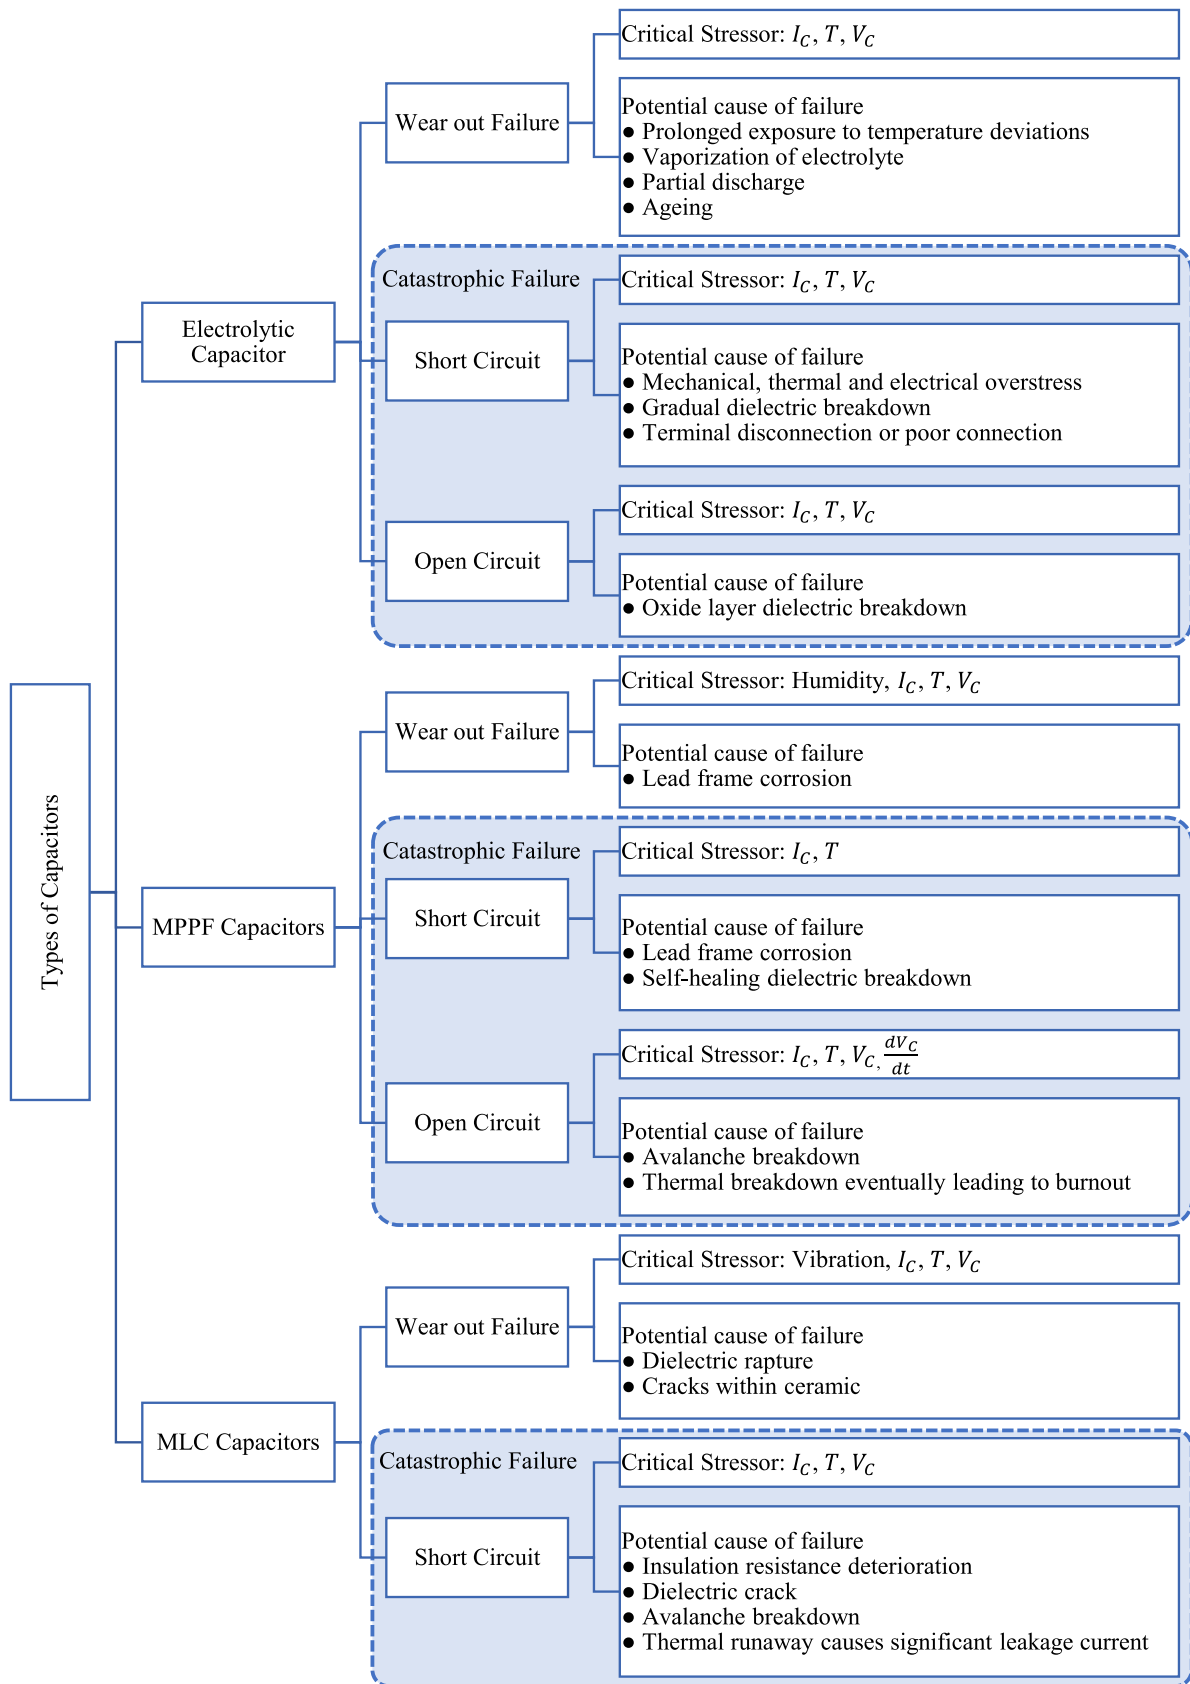 Types of Capacitors
Electrolytic
Capacitor
Wear out Failure
Critical Stressor: I_C, T, V_C
Potential cause of failure
● Prolonged exposure to temperature deviations
● Vaporization of electrolyte
● Partial discharge
● Ageing
Catastrophic Failure
Short Circuit
Critical Stressor: I_C, T, V_C
Potential cause of failure
● Mechanical, thermal and electrical overstress
● Gradual dielectric breakdown
● Terminal disconnection or poor connection
Open Circuit
Critical Stressor: I_C, T, V_C
Potential cause of failure
● Oxide layer dielectric breakdown
MPPF Capacitors
Wear out Failure
Critical Stressor: Humidity, I_C, T, V_C
Potential cause of failure
● Lead frame corrosion
Catastrophic Failure
Short Circuit
Critical Stressor: I_C, T
Potential cause of failure
● Lead frame corrosion
● Self-healing dielectric breakdown
Open Circuit
Critical Stressor: I_C, T, V_C, dV_C/dt
Potential cause of failure
● Avalanche breakdown
● Thermal breakdown eventually leading to burnout
MLC Capacitors
Wear out Failure
Critical Stressor: Vibration, I_C, T, V_C
Potential cause of failure
● Dielectric rapture
● Cracks within ceramic
Catastrophic Failure
Short Circuit
Critical Stressor: I_C, T, V_C
Potential cause of failure
● Insulation resistance deterioration
● Dielectric crack
● Avalanche breakdown
● Thermal runaway causes significant leakage current